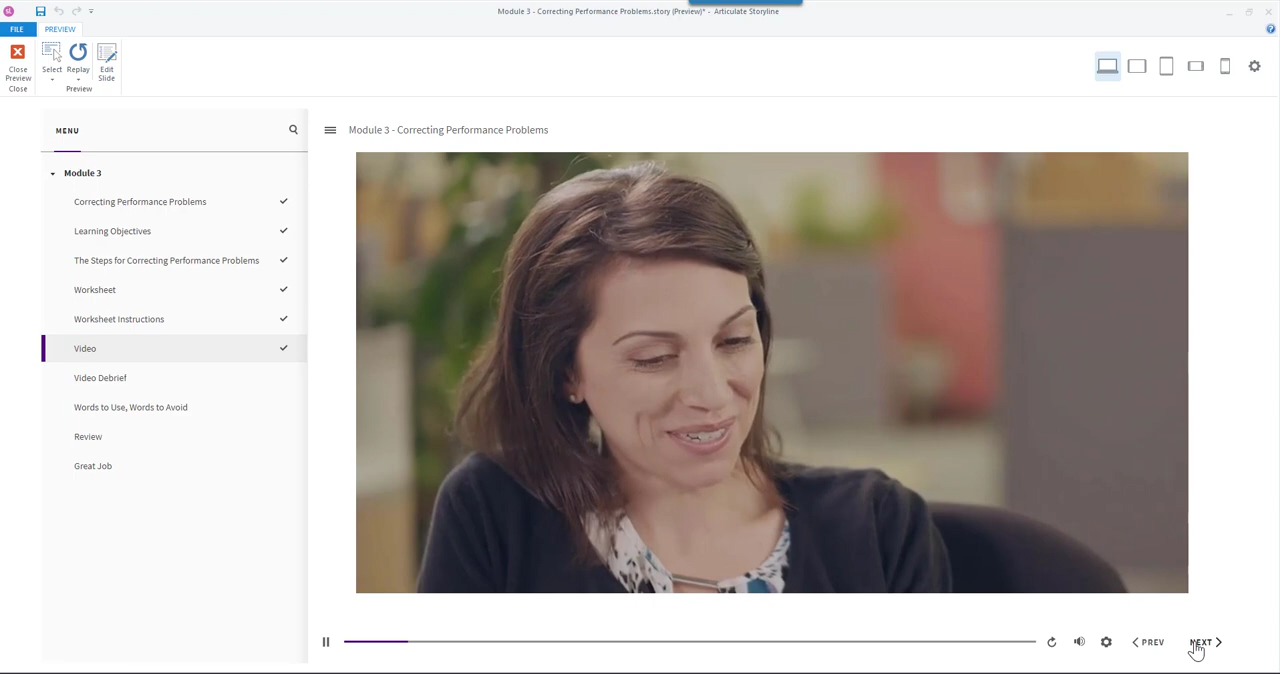 Module 3 - Correcting Performance Problems.story (Preview)* - Articulate Storyline
FILE
PREVIEW
Close Preview
Select
Replay
Edit Slide
Close
Preview
MENU
Module 3 - Correcting Performance Problems
Module 3
Correcting Performance Problems
Learning Objectives
The Steps for Correcting Performance Problems
Worksheet
Worksheet Instructions
Video
Video Debrief
Words to Use, Words to Avoid
Review
Great Job
PREV
NEXT